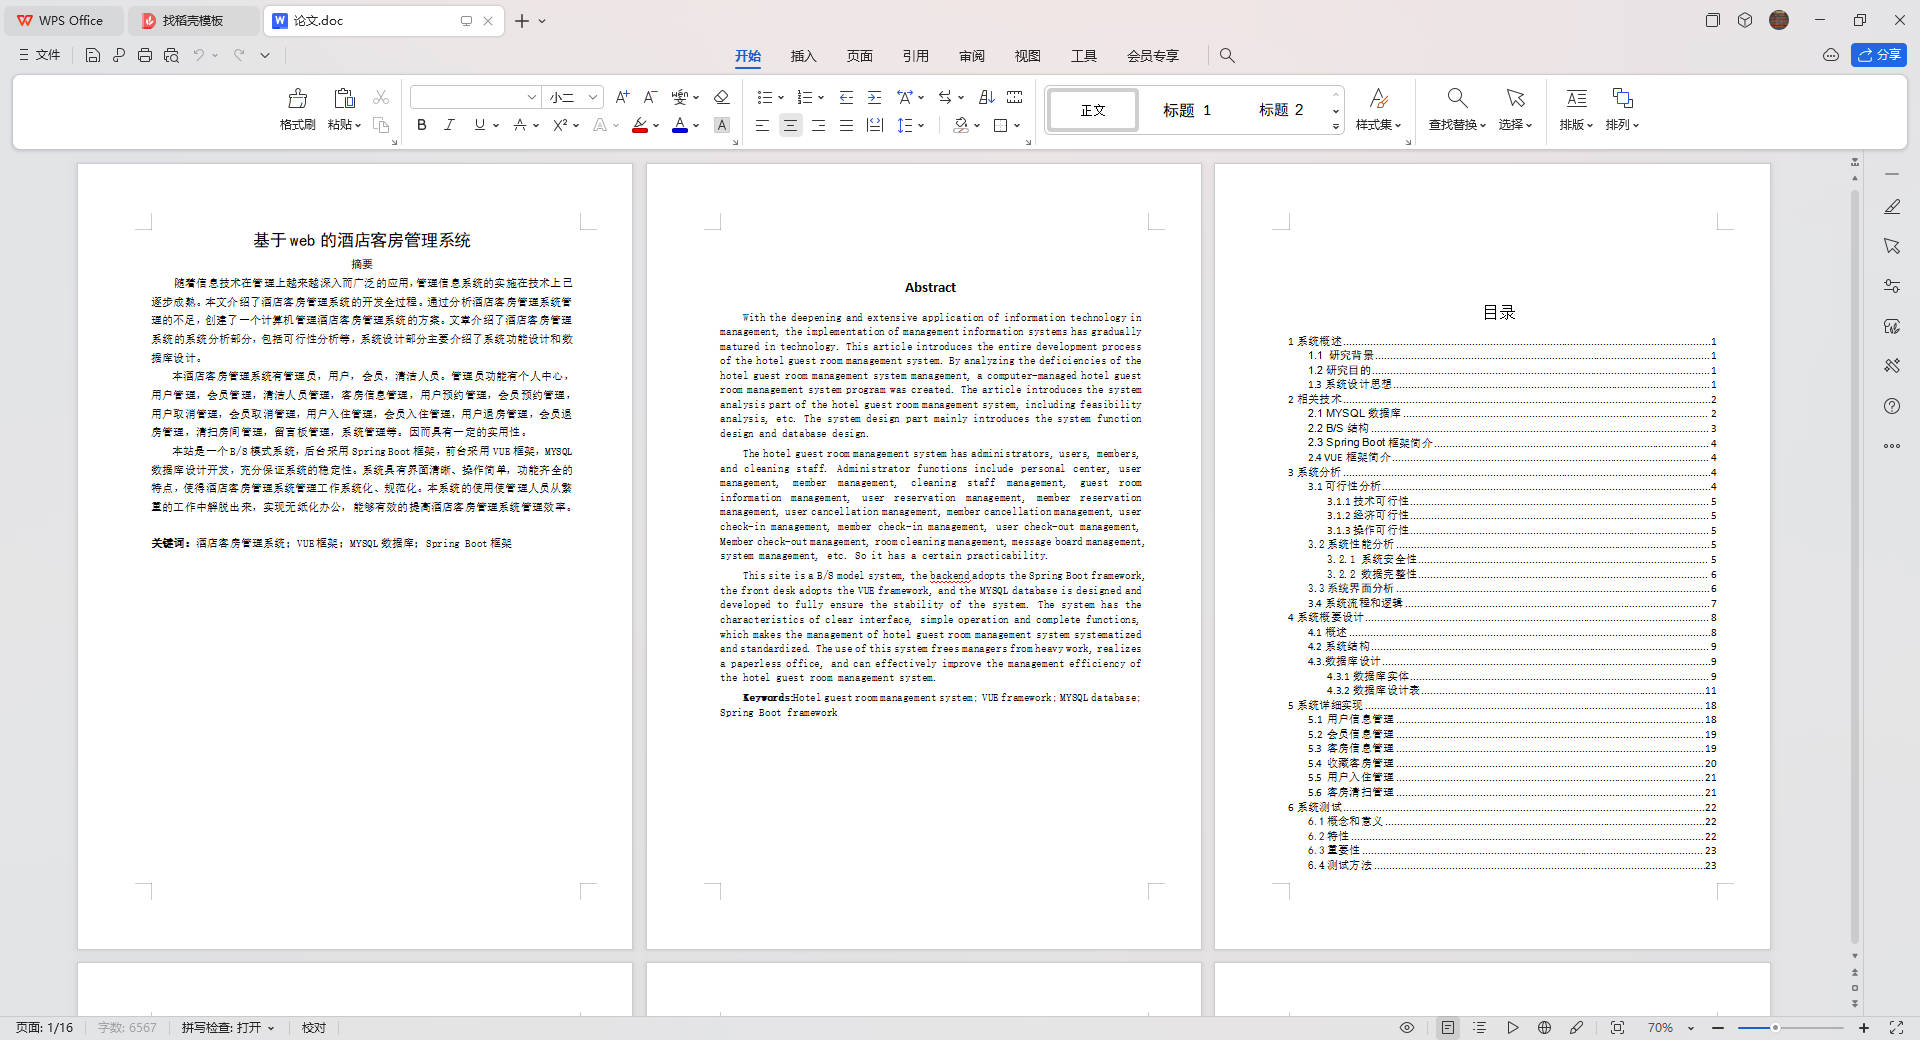 WPS Office
找稻壳模板
论文.doc
文件
开始
插入
页面
引用
审阅
视图
工具
会员专享
分享
格式刷
粘贴
小二
正文
标题 1
标题 2
样式集
查找替换
选择
排版
排列
基于 web 的酒店客房管理系统
摘要
随着信息技术在管理上越来越深入而广泛的应用,管理信息系统的实施在技术上已
逐步成熟。本文介绍了酒店客房管理系统的开发全过程。通过分析酒店客房管理系统管
理的不足,创建了一个计算机管理酒店客房管理系统的方案。文章介绍了酒店客房管理
系统的系统分析部分,包括可行性分析等,系统设计部分主要介绍了系统功能设计和数
据库设计。
本酒店客房管理系统有管理员,用户,会员,清洁人员。管理员功能有个人中心,
用户管理,会员管理,清洁人员管理,客房信息管理,用户预约管理,会员预约管理,
用户取消管理,会员取消管理,用户入住管理,会员入住管理,用户退房管理,会员退
房管理,清扫房间管理,留言板管理,系统管理等。因而具有一定的实用性。
本站是一个 B/S 模式系统,后台采用 Spring Boot 框架,前台采用 VUE 框架,MYSQL
数据库设计开发,充分保证系统的稳定性。系统具有界面清晰、操作简单,功能齐全的
特点,使得酒店客房管理系统管理工作系统化、规范化。本系统的使用使管理人员从繁
重的工作中解脱出来,实现无纸化办公,能够有效的提高酒店客房管理系统管理效率。
关键词:酒店客房管理系统;VUE 框架;MYSQL 数据库;Spring Boot 框架
Abstract
With the deepening and extensive application of information technology in
management, the implementation of management information systems has gradually
matured in technology. This article introduces the entire development process
of the hotel guest room management system. By analyzing the deficiencies of the
hotel guest room management system management, a computer-managed hotel guest
room management system program was created. The article introduces the system
analysis part of the hotel guest room management system, including feasibility
analysis, etc. The system design part mainly introduces the system function
design and database design.
The hotel guest room management system has administrators, users, members,
and cleaning staff. Administrator functions include personal center, user
management, member management, cleaning staff management, guest room
information management, user reservation management, member reservation
management, user cancellation management, member cancellation management, user
check-in management, member check-in management, user check-out management,
Member check-out management, room cleaning management, message board management,
system management, etc. So it has a certain practicability.
This site is a B/S model system, the backend adopts the Spring Boot framework,
the front desk adopts the VUE framework, and the MYSQL database is designed and
developed to fully ensure the stability of the system. The system has the
characteristics of clear interface, simple operation and complete functions,
which makes the management of hotel guest room management system systematized
and standardized. The use of this system frees managers from heavy work, realizes
a paperless office, and can effectively improve the management efficiency of
the hotel guest room management system.
Keywords:Hotel guest room management system; VUE framework; MYSQL database;
Spring Boot framework
目录
1 系统概述 1
1.1 研究背景 1
1.2 研究目的 1
1.3 系统设计思想 1
2 相关技术 2
2.1 MYSQL 数据库 2
2.2 B/S 结构 3
2.3 Spring Boot 框架简介 4
2.4 VUE 框架简介 4
3 系统分析 4
3.1 可行性分析 4
3.1.1 技术可行性 5
3.1.2 经济可行性 5
3.1.3 操作可行性 5
3.2 系统性能分析 5
3.2.1 系统安全性 5
3.2.2 数据完整性 6
3.3 系统界面分析 6
3.4 系统流程和逻辑 7
4 系统概要设计 8
4.1 概述 8
4.2 系统结构 9
4.3.数据库设计 9
4.3.1 数据库实体 9
4.3.2 数据库设计表 11
5 系统详细实现 18
5.1 用户信息管理 18
5.2 会员信息管理 19
5.3 客房信息管理 19
5.4 收藏客房管理 20
5.5 用户入住管理 21
5.6 客房清扫管理 21
6 系统测试 22
6.1 概念和意义 22
6.2 特性 22
6.3 重要性 23
6.4 测试方法 23
页面: 1/16
字数: 6567
拼写检查: 打开
校对
70%